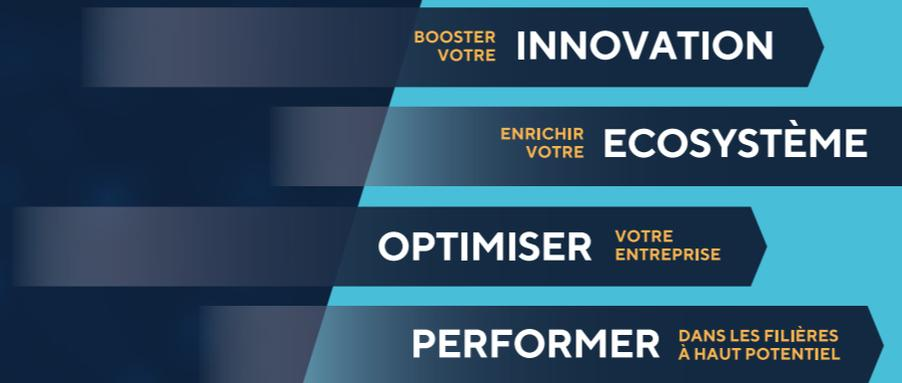 BOOSTER
VOTRE INNOVATION
ENRICHIR
VOTRE ECOSYSTÈME
OPTIMISER VOTRE
ENTREPRISE
PERFORMER DANS LES FILIÈRES
À HAUT POTENTIEL